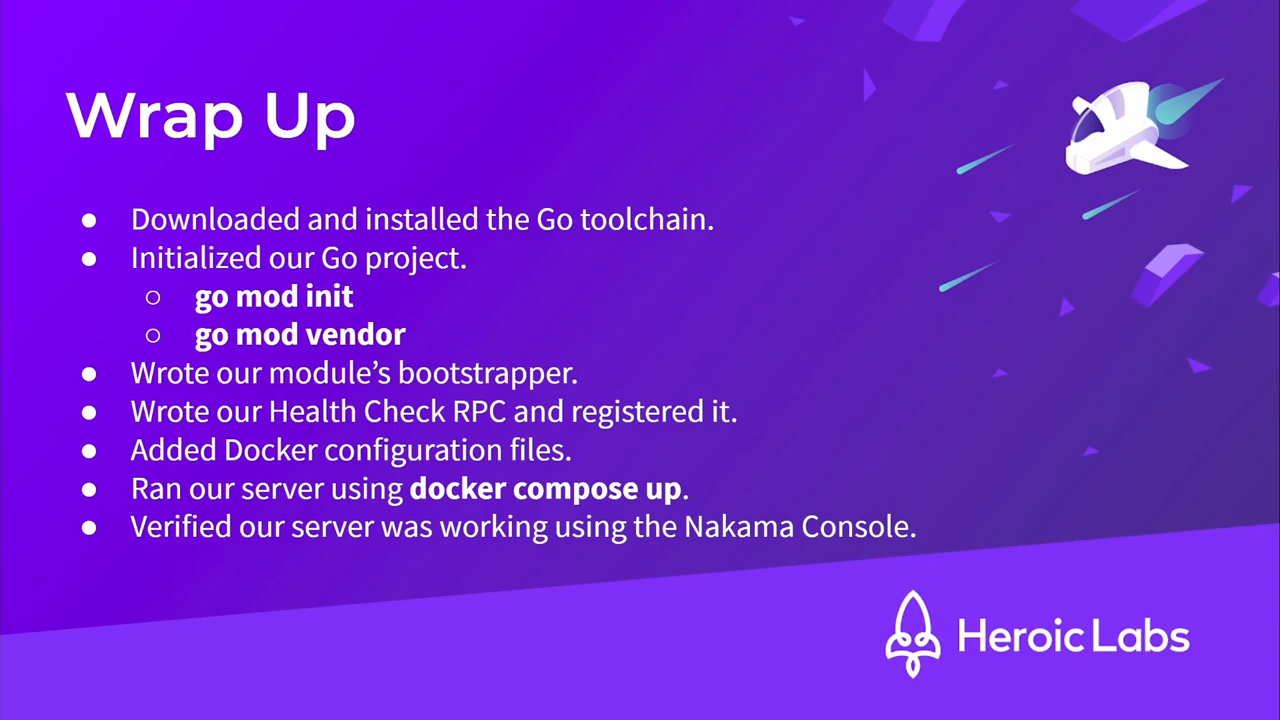 Wrap Up
● Downloaded and installed the Go toolchain.
● Initialized our Go project.
○ go mod init
○ go mod vendor
● Wrote our module’s bootstrapper.
● Wrote our Health Check RPC and registered it.
● Added Docker configuration files.
● Ran our server using docker compose up.
● Verified our server was working using the Nakama Console.
Heroic Labs